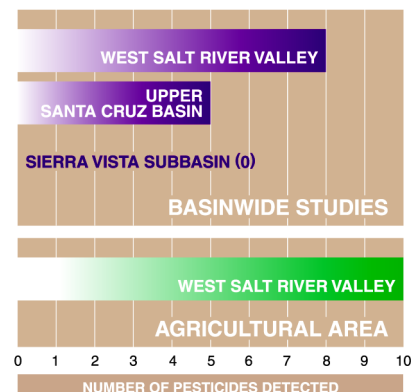 WEST SALT RIVER VALLEY
UPPER
SANTA CRUZ BASIN
SIERRA VISTA SUBBASIN (0)
BASINWIDE STUDIES
WEST SALT RIVER VALLEY
AGRICULTURAL AREA
0 1 2 3 4 5 6 7 8 9 10
NUMBER OF PESTICIDES DETECTED